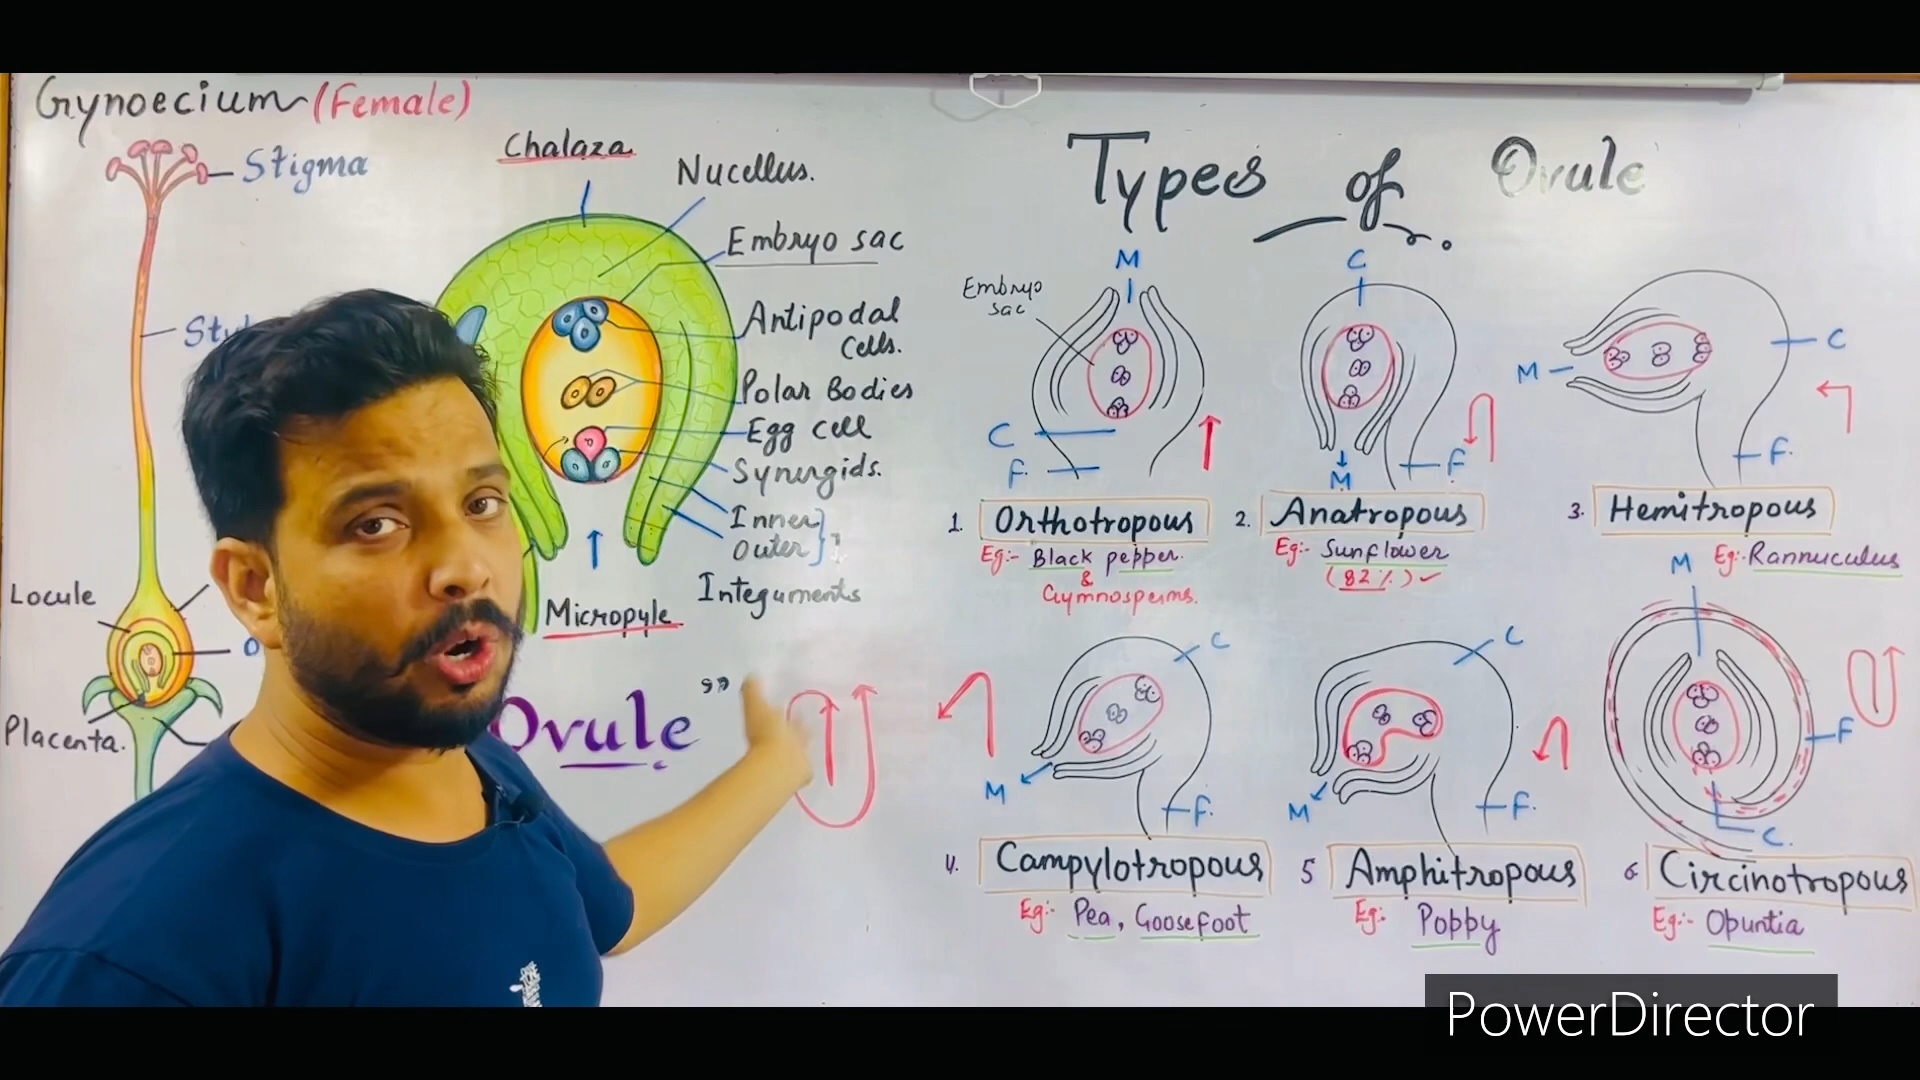 Gynoecium (Female)
Stigma
Locule
Placenta.
Chalaza
Nucellus.
Embryo sac
Antipodal
Cells.
Polar Bodies
Egg cell
Synergids.
Inner
Outer
Integuments
Micropyle
Ovule
Types of Ovule
M
Embryo
sac
C
F.
1. Orthotropous
Eg:- Black pepper.
&
Gymnosperms.
C
M
F
2. Anatropous
Eg:- Sunflower
(82%)
M
C
F.
3. Hemitropous
Eg:- Rannuculus
C
M
F.
4. Campylotropous
Eg:- Pea, Goosefoot
C
M
F.
5 Amphitropous
Eg: Poppy
M
F
C.
6 Circinotropous
Eg:- Opuntia
PowerDirector